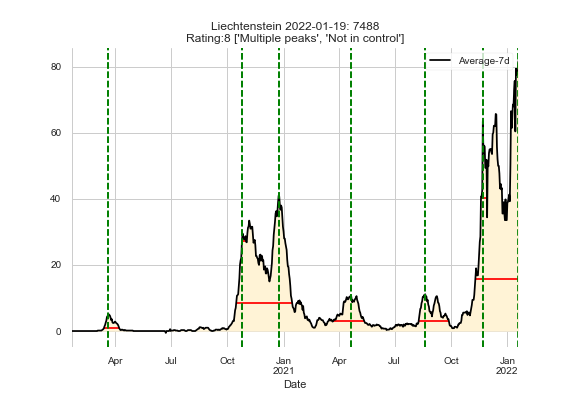 Liechtenstein 2022-01-19: 7488
Rating:8 ['Multiple peaks', 'Not in control']
Average-7d
80
60
40
20
0
Apr
Jul
Oct
Jan
2021
Apr
Jul
Oct
Jan
2022
Date